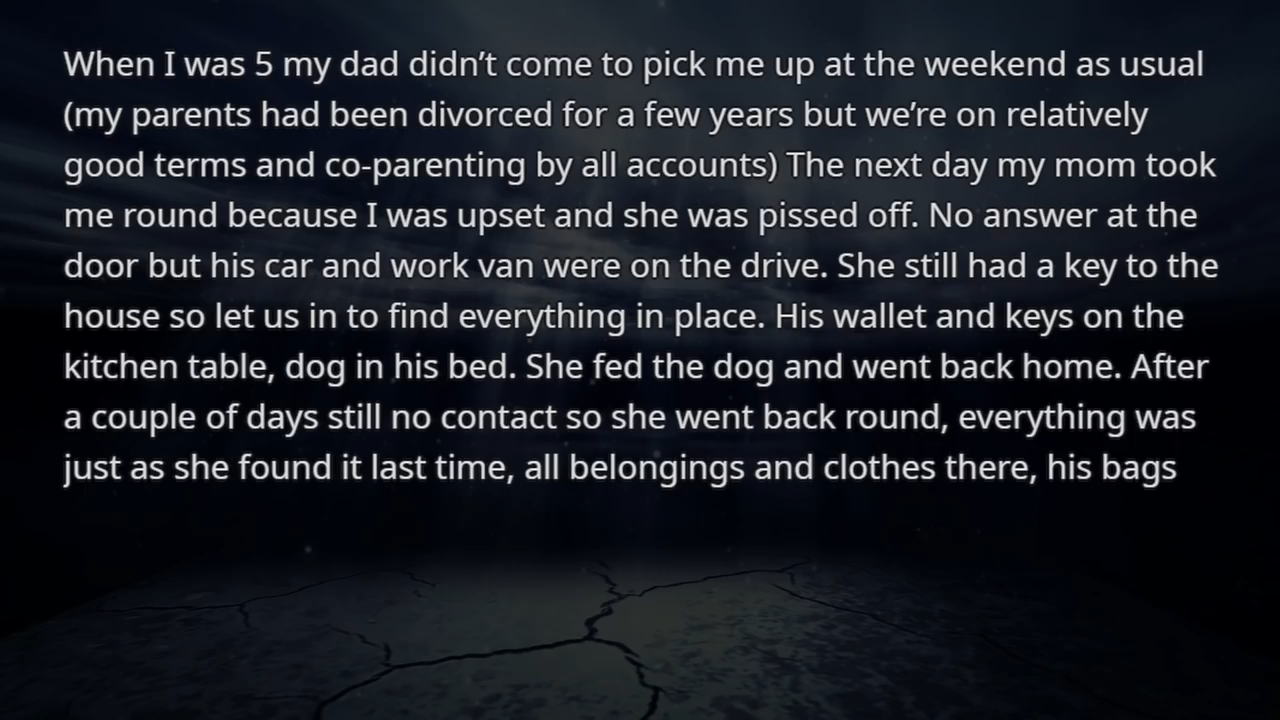 When I was 5 my dad didn’t come to pick me up at the weekend as usual
(my parents had been divorced for a few years but we’re on relatively
good terms and co-parenting by all accounts) The next day my mom took
me round because I was upset and she was pissed off. No answer at the
door but his car and work van were on the drive. She still had a key to the
house so let us in to find everything in place. His wallet and keys on the
kitchen table, dog in his bed. She fed the dog and went back home. After
a couple of days still no contact so she went back round, everything was
just as she found it last time, all belongings and clothes there, his bags